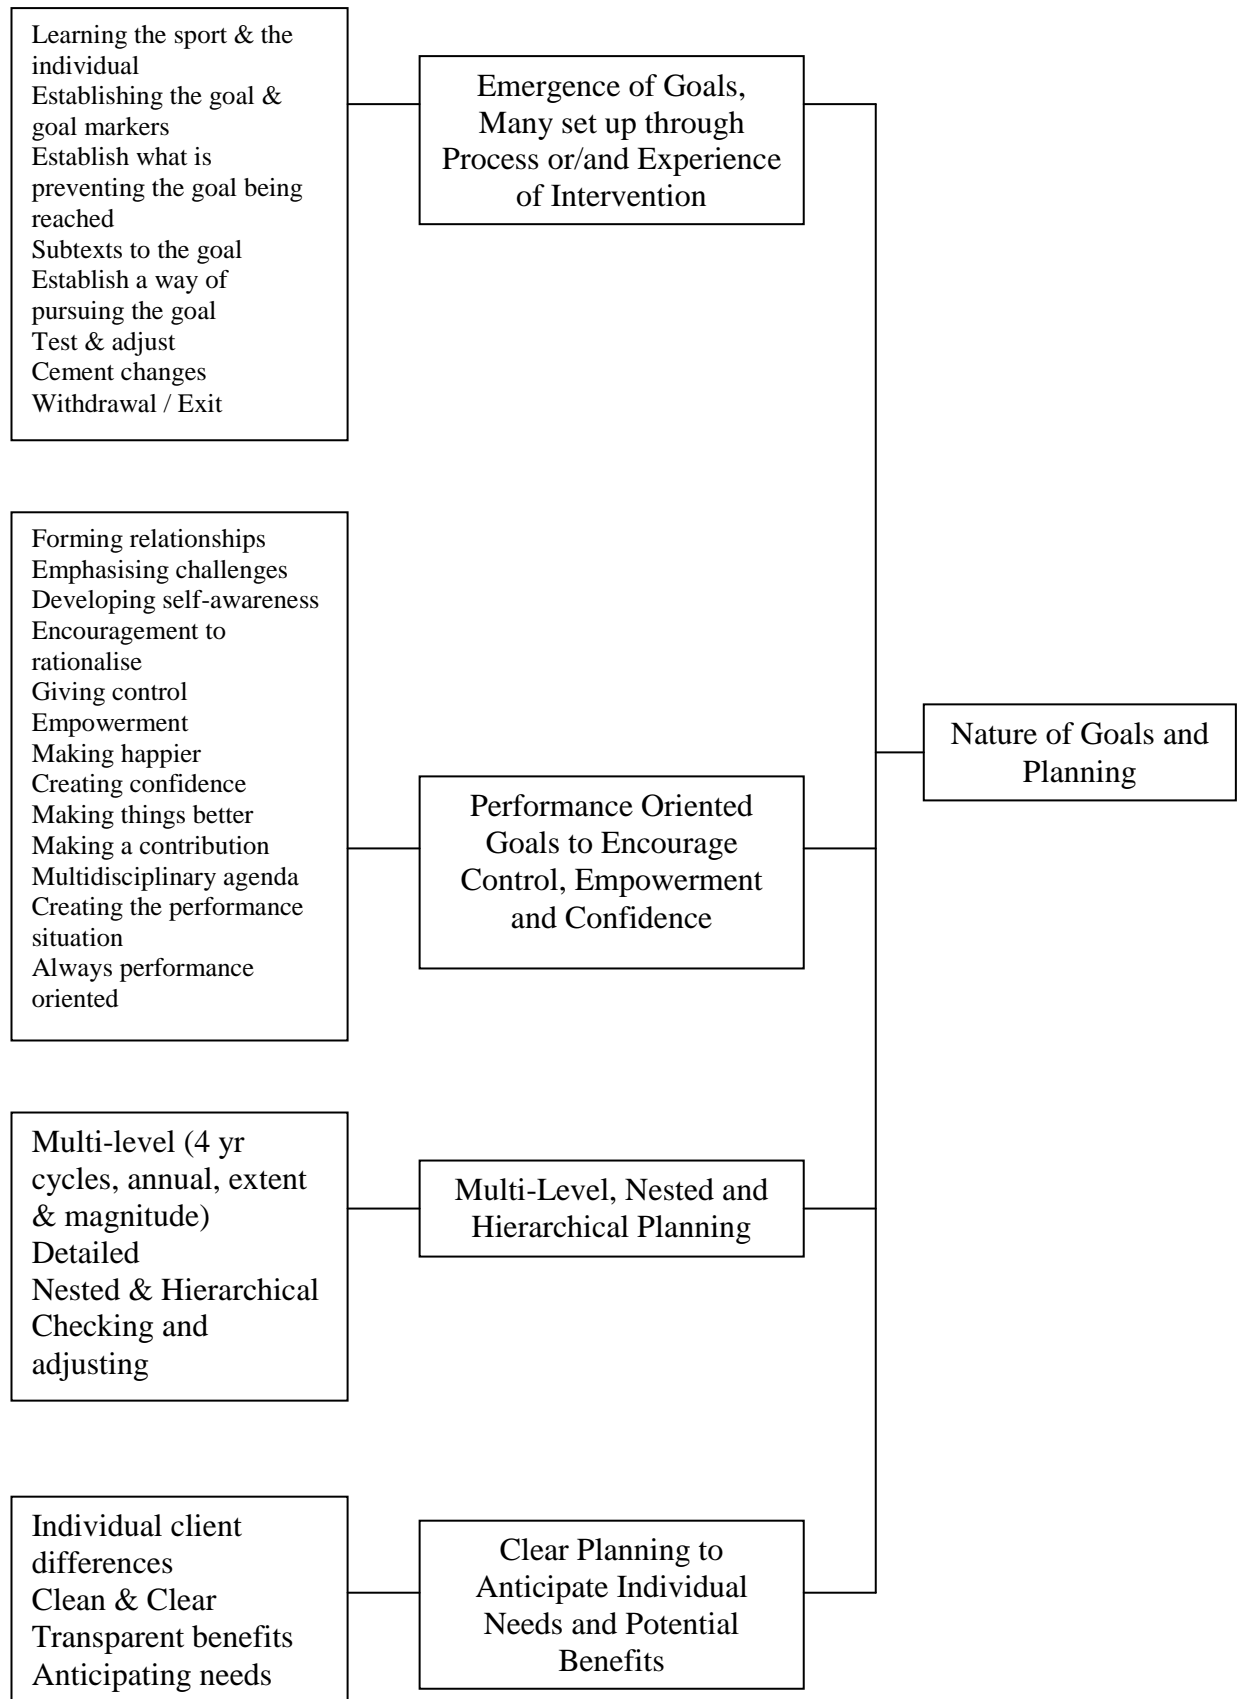 Learning the sport & the
individual
Establishing the goal &
goal markers
Establish what is
preventing the goal being
reached
Subtexts to the goal
Establish a way of
pursuing the goal
Test & adjust
Cement changes
Withdrawal / Exit
Emergence of Goals,
Many set up through
Process or/and Experience
of Intervention
Forming relationships
Emphasising challenges
Developing self-awareness
Encouragement to
rationalise
Giving control
Empowerment
Making happier
Creating confidence
Making things better
Making a contribution
Multidisciplinary agenda
Creating the performance
situation
Always performance
oriented
Performance Oriented
Goals to Encourage
Control, Empowerment
and Confidence
Nature of Goals and
Planning
Multi-level (4 yr
cycles, annual, extent
& magnitude)
Detailed
Nested & Hierarchical
Checking and
adjusting
Multi-Level, Nested and
Hierarchical Planning
Individual client
differences
Clean & Clear
Transparent benefits
Anticipating needs
Clear Planning to
Anticipate Individual
Needs and Potential
Benefits